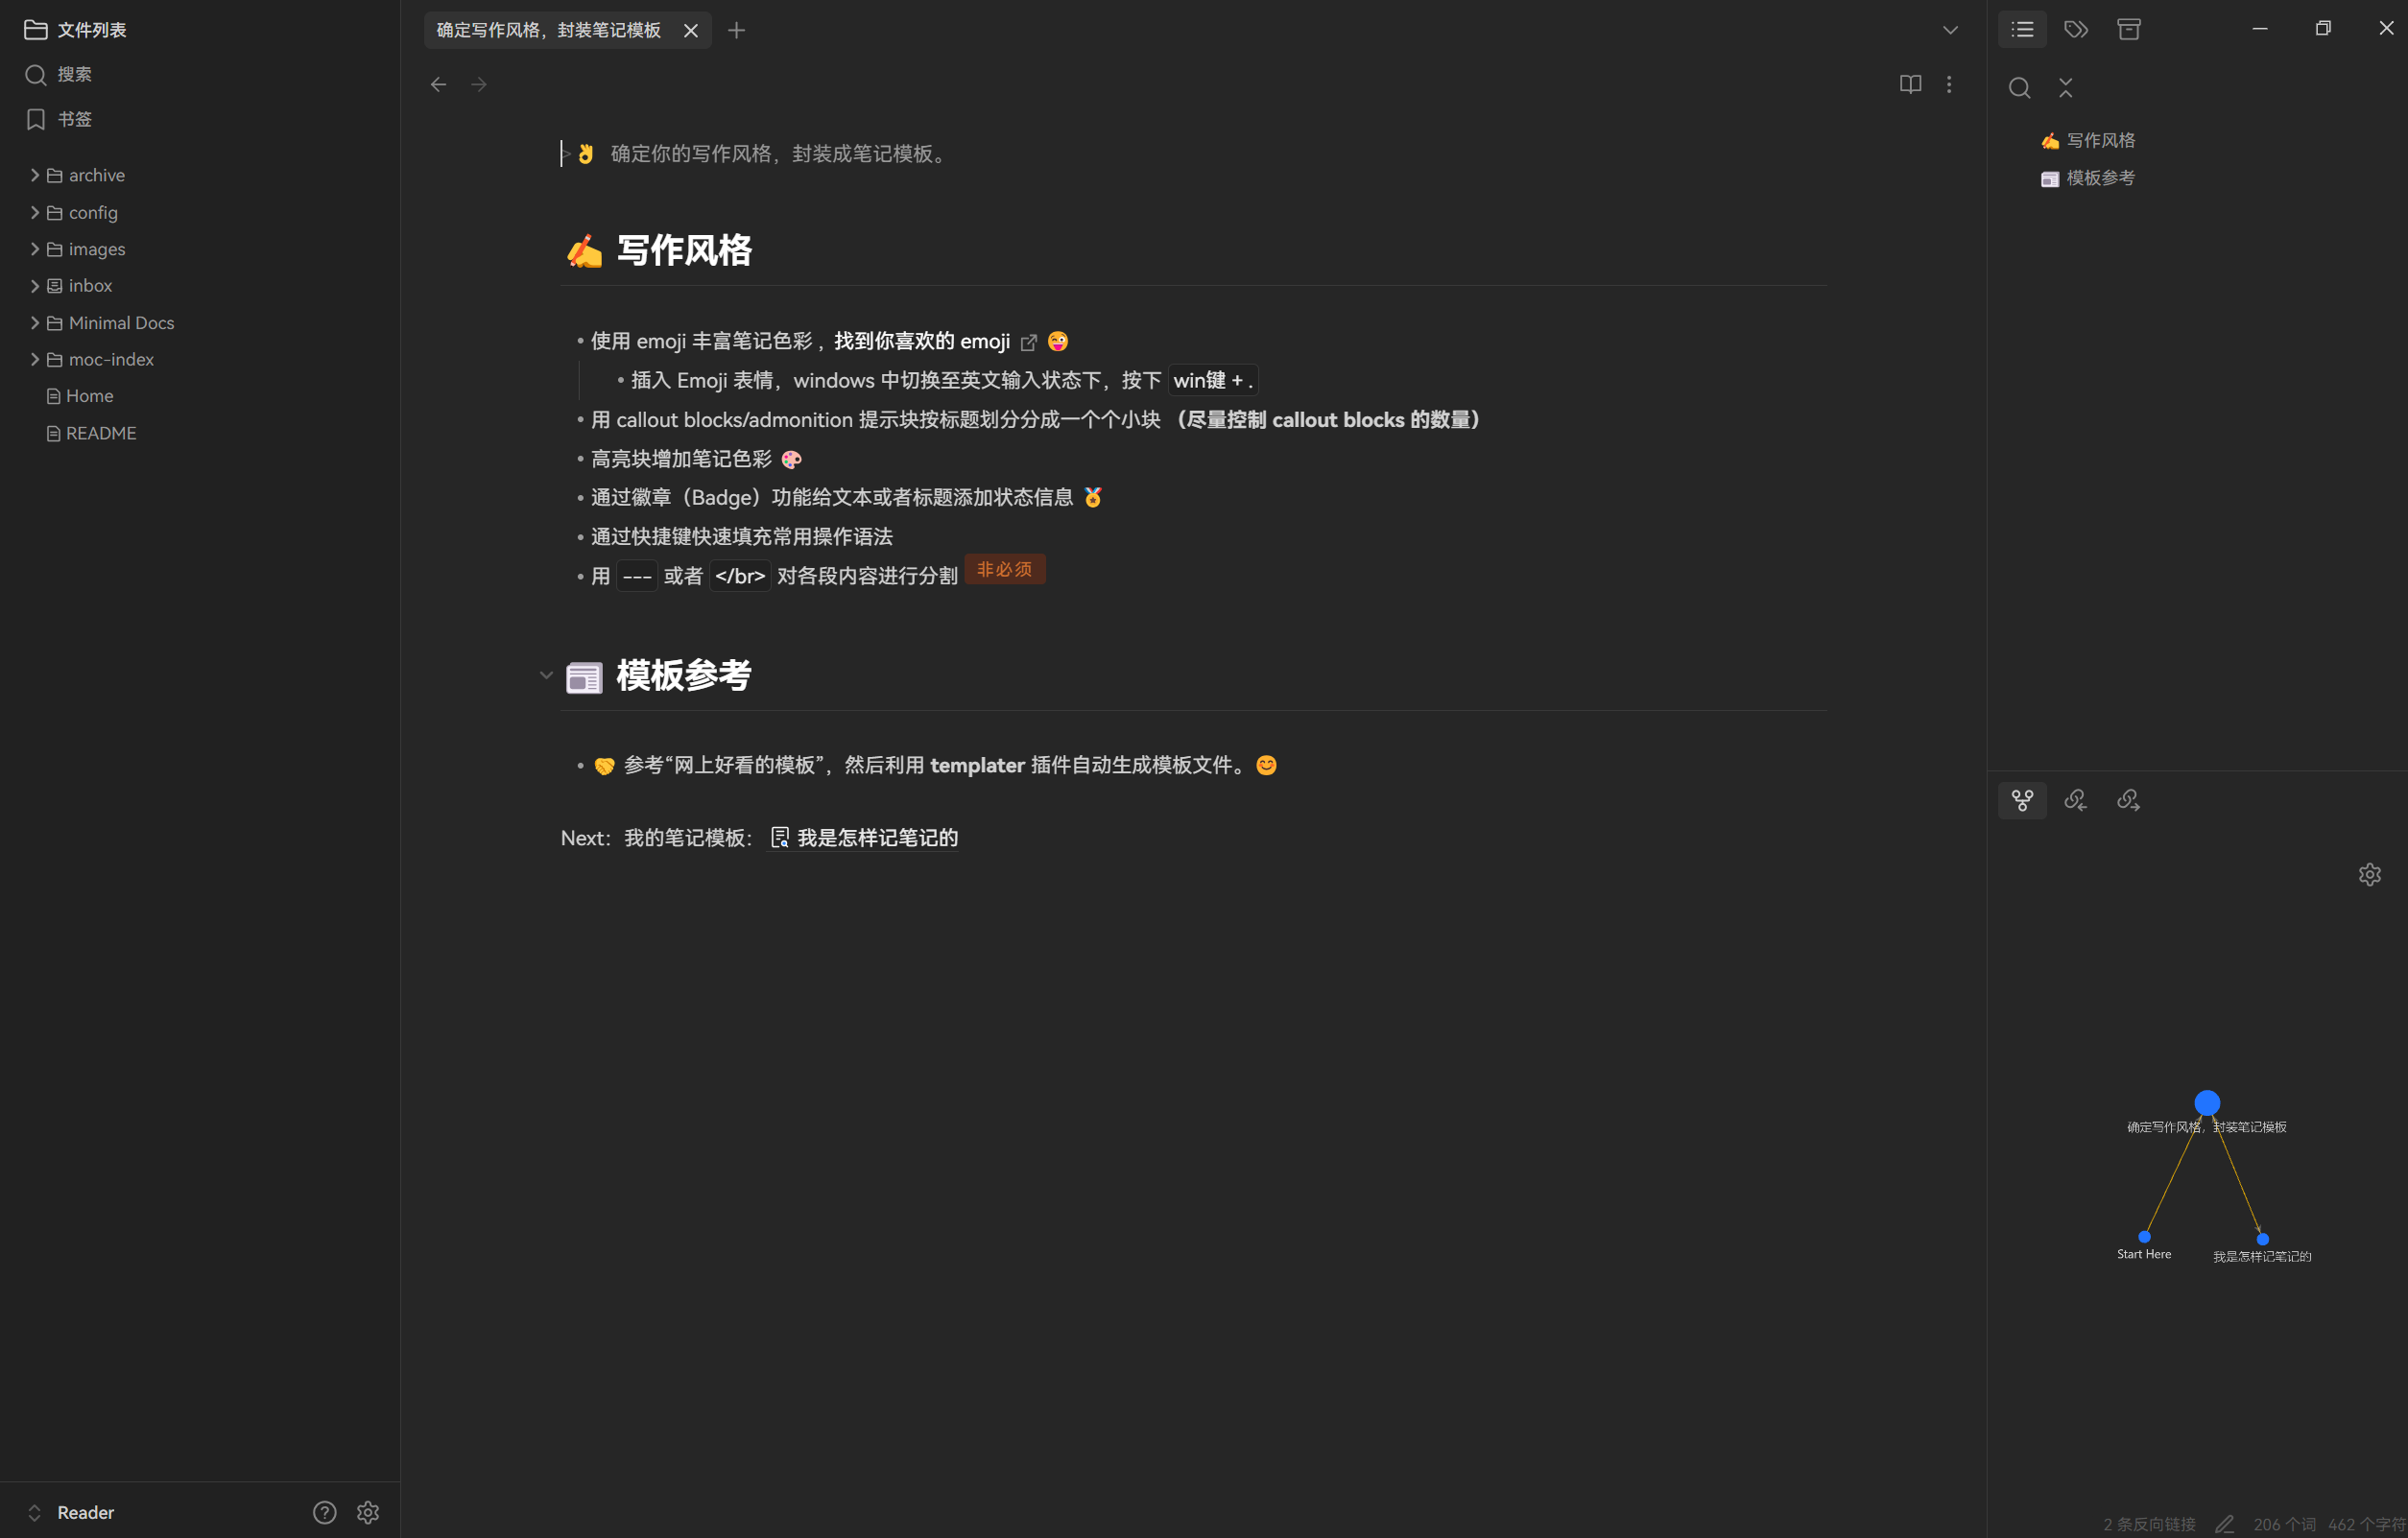 文件列表
搜索
书签
archive
config
images
inbox
Minimal Docs
moc-index
Home
README
Reader
确定写作风格，封装笔记模板
> 👌 确定你的写作风格，封装成笔记模板。
✍️ 写作风格
• 使用 emoji 丰富笔记色彩 ，找到你喜欢的 emoji 😜
• 插入 Emoji 表情，windows 中切换至英文输入状态下，按下 win键 + .
• 用 callout blocks/admonition 提示块按标题划分分成一个个小块 （尽量控制 callout blocks 的数量）
• 高亮块增加笔记色彩 🎨
• 通过徽章（Badge）功能给文本或者标题添加状态信息 🏅
• 通过快捷键快速填充常用操作语法
• 用 --- 或者 </br> 对各段内容进行分割 非必须
📰 模板参考
• 🤝 参考“网上好看的模板”，然后利用 templater 插件自动生成模板文件。😊
Next：我的笔记模板： 我是怎样记笔记的
✍️ 写作风格
📰 模板参考
确定写作风格，封装笔记模板
Start Here
我是怎样记笔记的
2 条反向链接 206 个词 462 个字符